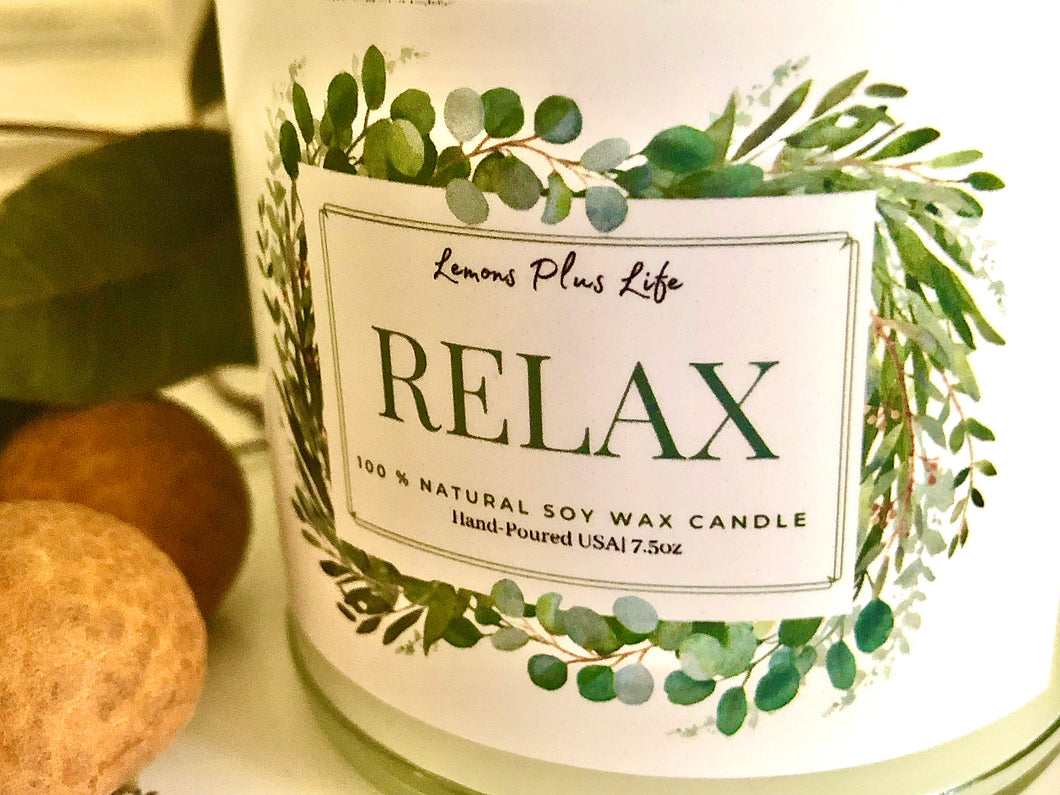 Lemons Plus Life
RELAX
100 % NATURAL SOY WAX CANDLE
Hand-Poured USA| 7.5oz